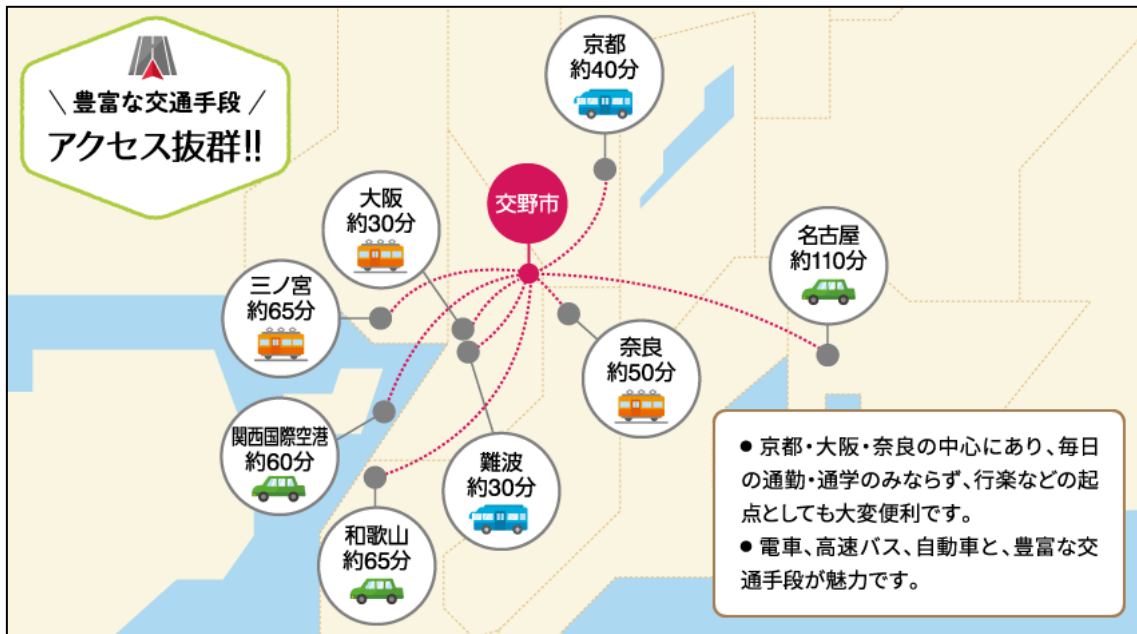 ＼ 豊富な交通手段 ／
アクセス抜群!!
京都
約40分
交野市
大阪
約30分
名古屋
約110分
三ノ宮
約65分
奈良
約50分
関西国際空港
約60分
難波
約30分
和歌山
約65分
● 京都・大阪・奈良の中心にあり、毎日
の通勤・通学のみならず、行楽などの起
点としても大変便利です。
● 電車、高速バス、自動車と、豊富な交
通手段が魅力です。